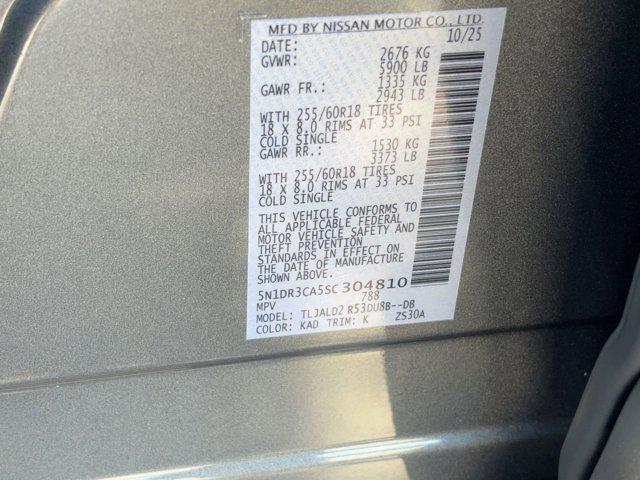 MFD BY NISSAN MOTOR CO., LTD.
DATE: 10/25
GVWR: 2676 KG
5900 LB
GAWR FR.: 1335 KG
2943 LB
WITH 255/60R18 TIRES
18 X 8.0 RIMS AT 33 PSI
COLD SINGLE
GAWR RR.: 1530 KG
3373 LB
WITH 255/60R18 TIRES
18 X 8.0 RIMS AT 33 PSI
COLD SINGLE
THIS VEHICLE CONFORMS TO
ALL APPLICABLE FEDERAL
MOTOR VEHICLE SAFETY AND
THEFT PREVENTION
STANDARDS IN EFFECT ON
THE DATE OF MANUFACTURE
SHOWN ABOVE.
5N1DR3CA5SC304810
MPV 788
MODEL: TLJALD2 R53DU8B--DB
COLOR: KAD TRIM: K ZS30A